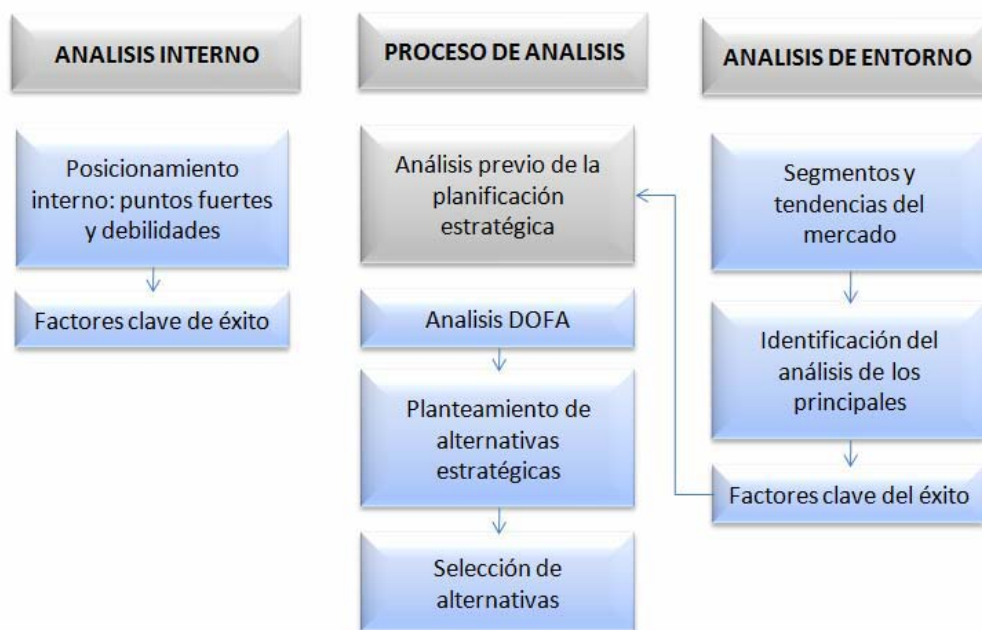 ANALISIS INTERNO
PROCESO DE ANALISIS
ANALISIS DE ENTORNO
Posicionamiento
interno: puntos fuertes
y debilidades
Factores clave de éxito
Análisis previo de la
planificación
estratégica
Analisis DOFA
Planteamiento de
alternativas
estratégicas
Selección de
alternativas
Segmentos y
tendencias del
mercado
Identificación del
análisis de los
principales
Factores clave del éxito